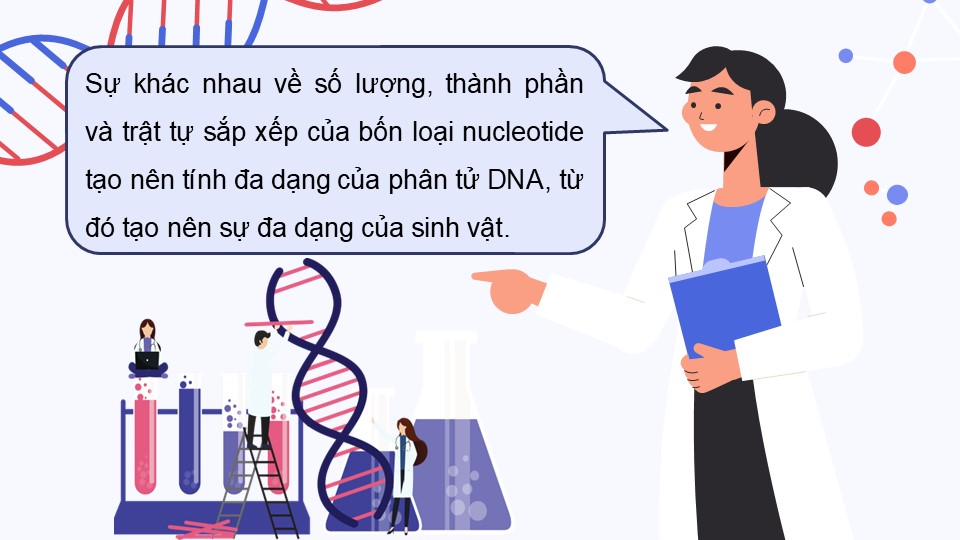 Sự khác nhau về số lượng, thành phần
và trật tự sắp xếp của bốn loại nucleotide
tạo nên tính đa dạng của phân tử DNA, từ
đó tạo nên sự đa dạng của sinh vật.